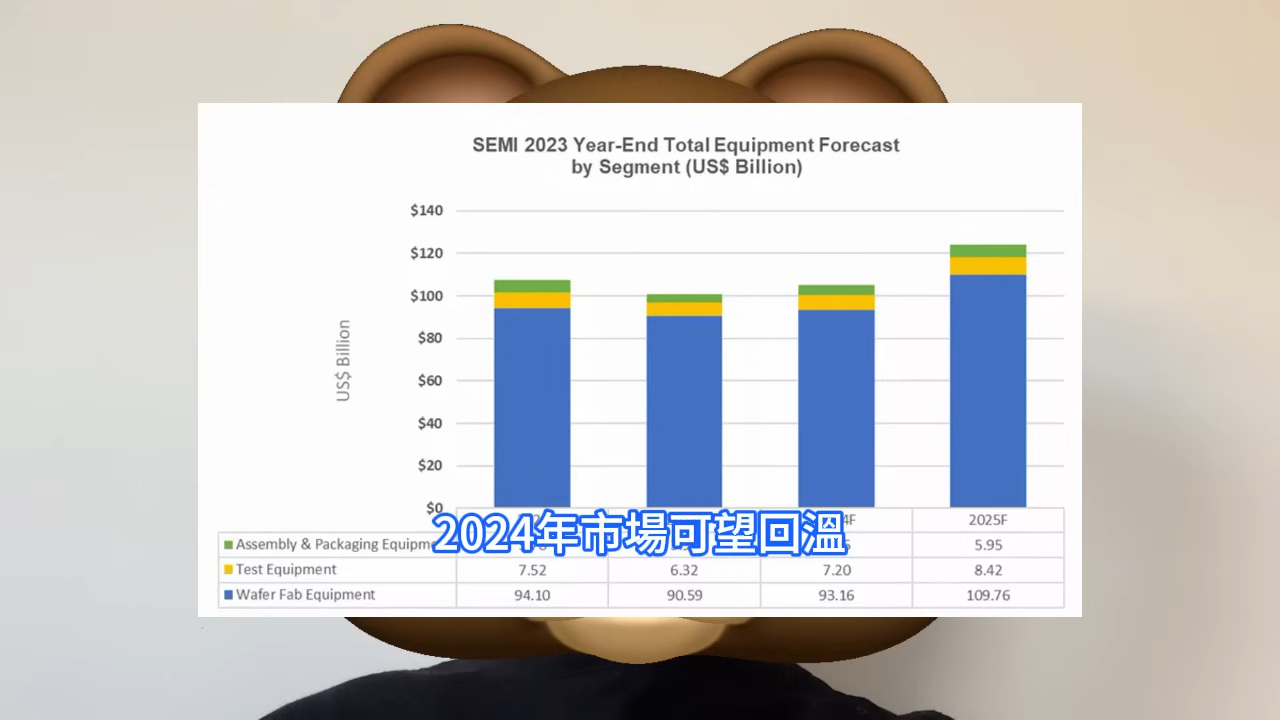 SEMI 2023 Year-End Total Equipment Forecast
by Segment (US$ Billion)
$140
$120
$100
$80
$60
$40
$20
$0
US$ Billion
2025F
2024年市場可望回溫
Assembly & Packaging 5.95
Test Equipment 7.52 6.32 7.20 8.42
Wafer Fab Equipment 94.10 90.59 93.16 109.76